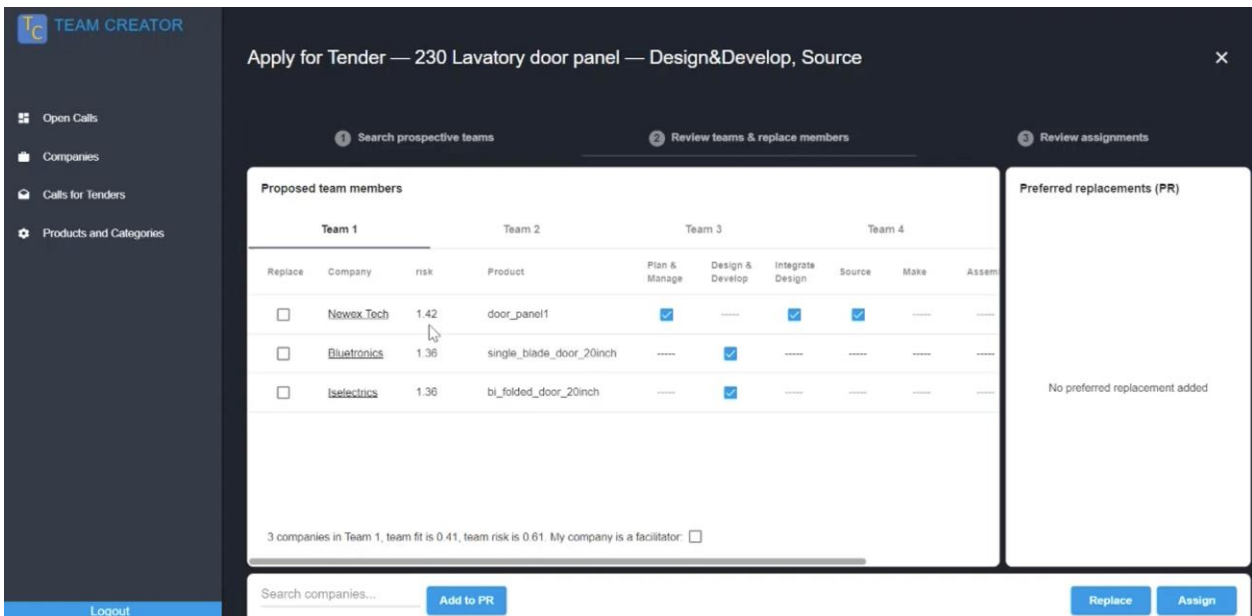 TC TEAM CREATOR
Apply for Tender — 230 Lavatory door panel — Design&Develop, Source
Open Calls
Companies
Calls for Tenders
Products and Categories
1 Search prospective teams
2 Review teams & replace members
3 Review assignments
Proposed team members
Team 1 Team 2 Team 3 Team 4
Replace Company risk Product Plan & Manage Design & Develop Integrate Design Source Make Assem
Newex Tech 1.42 door_panel1 -----  -----
Bluetronics 1.36 single_blade_door_20inch ----- ----- ----- ----- -----
Iselectrics 1.36 bi_folded_door_20inch ----- ----- ----- ----- -----
3 companies in Team 1, team fit is 0.41, team risk is 0.61. My company is a facilitator:
Preferred replacements (PR)
No preferred replacement added
Search companies...
Add to PR
Replace
Assign
Logout